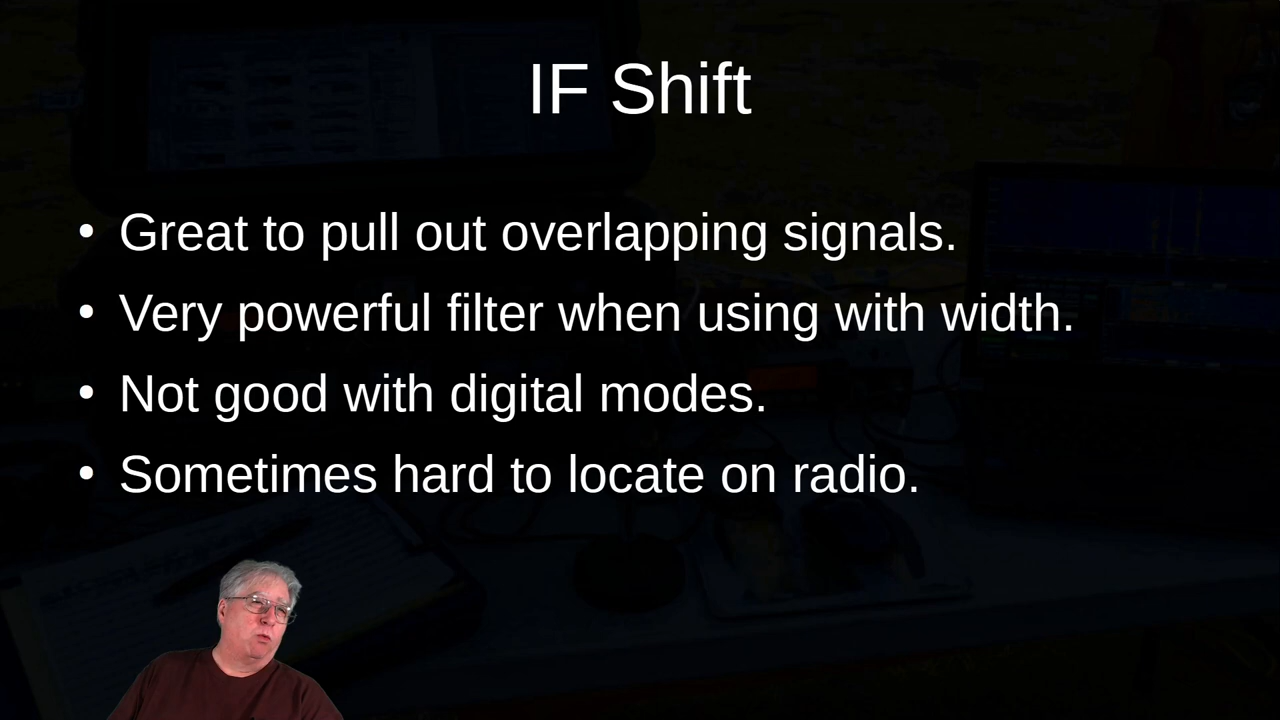 IF Shift
• Great to pull out overlapping signals.
• Very powerful filter when using with width.
• Not good with digital modes.
• Sometimes hard to locate on radio.